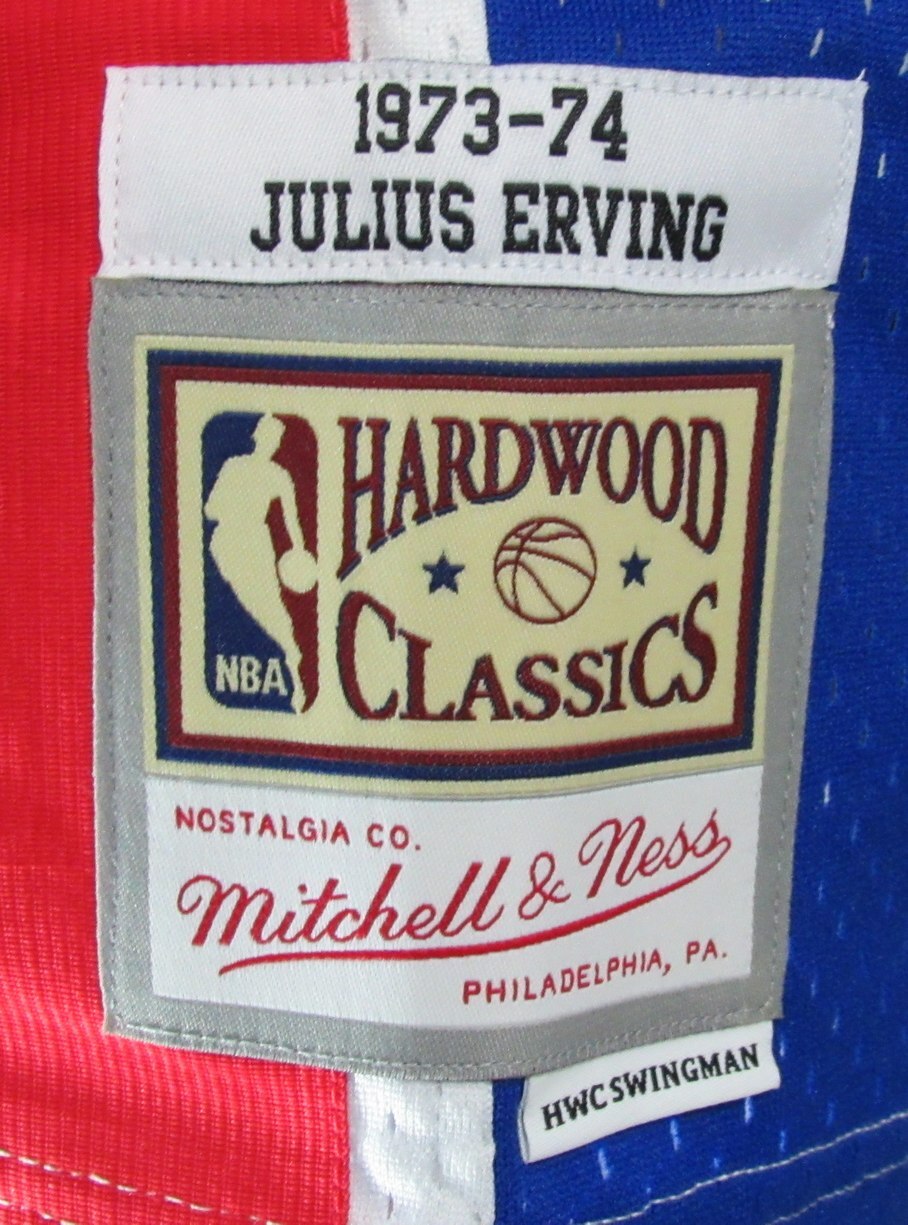 1973-74
JULIUS ERVING
HARDWOOD
CLASSICS
NBA
NOSTALGIA CO.
Mitchell & Ness
PHILADELPHIA, PA.
HWC SWINGMAN